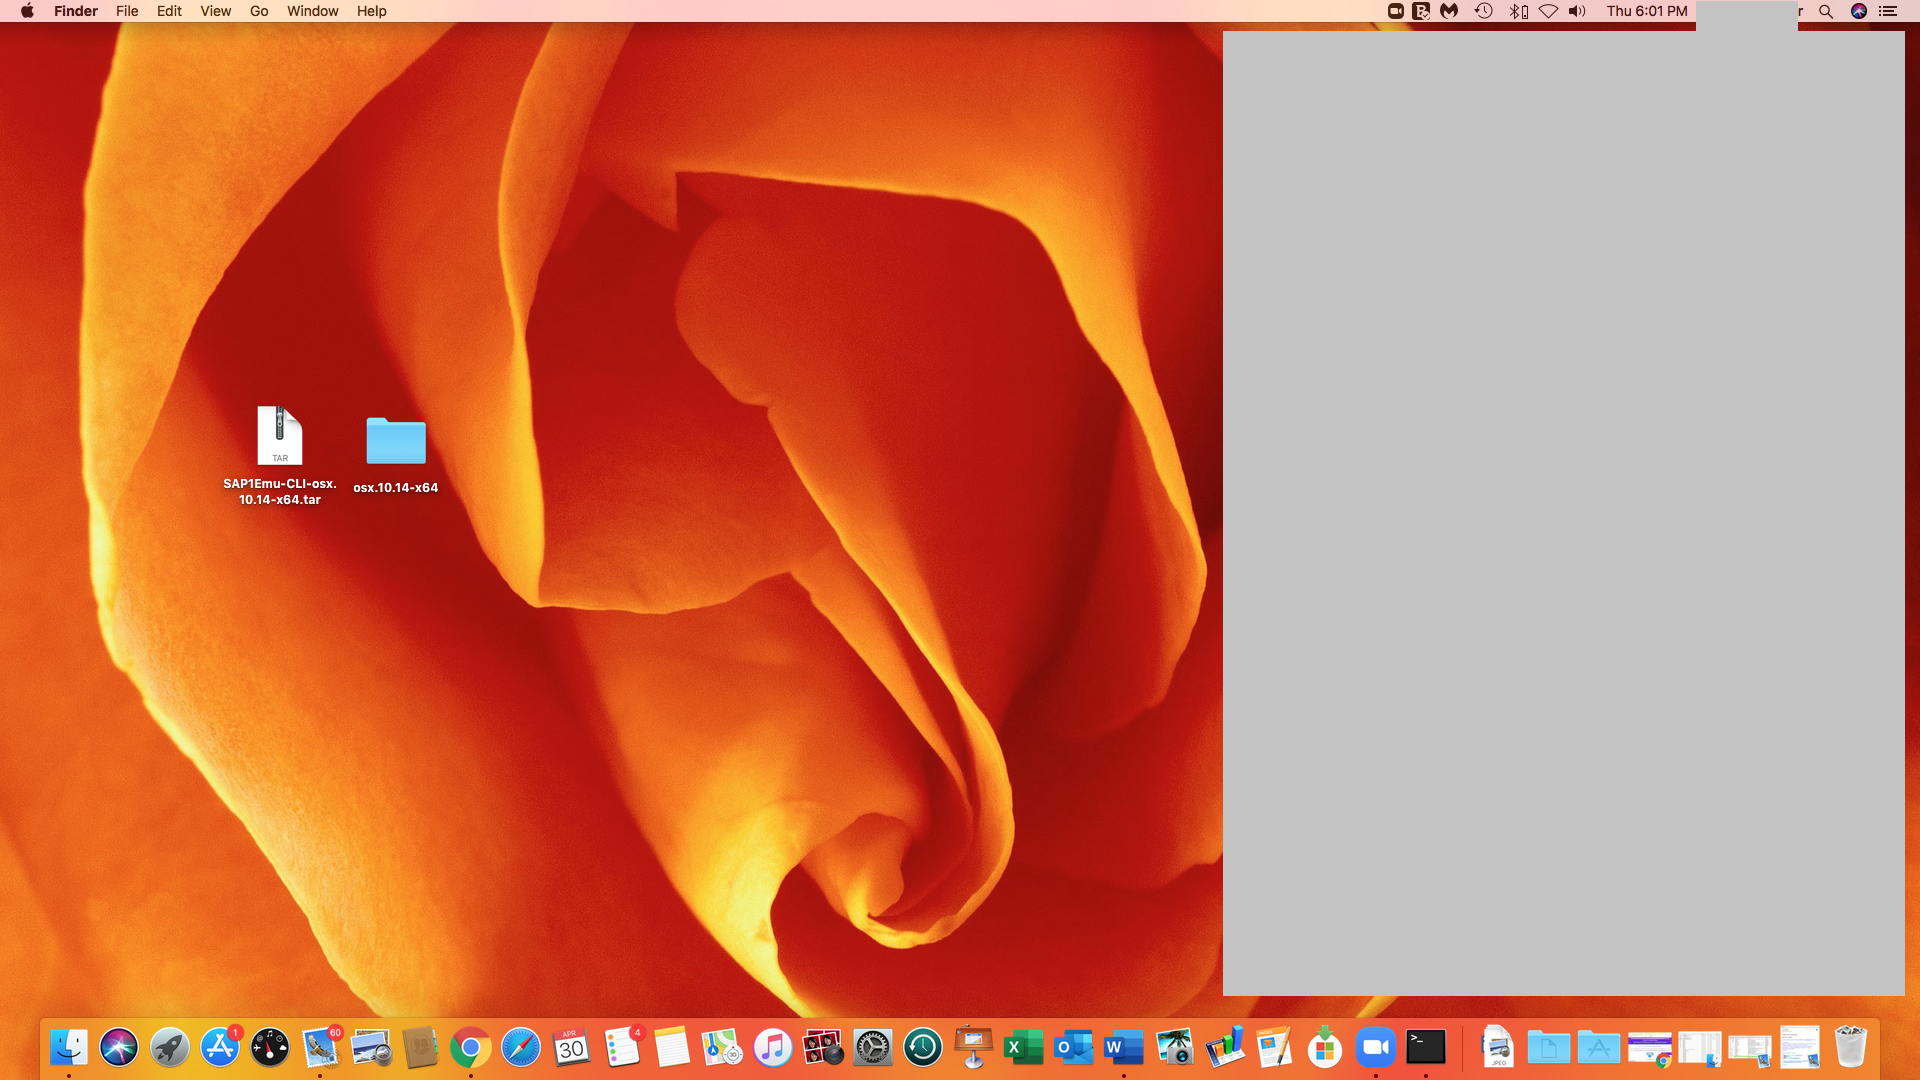 Finder File Edit View Go Window Help
Thu 6:01 PM
TAR
SAP1Emu-CLI-osx.
10.14-x64.tar
osx.10.14-x64
1
60
APR
30
4
X
O
W
>_
JPEG